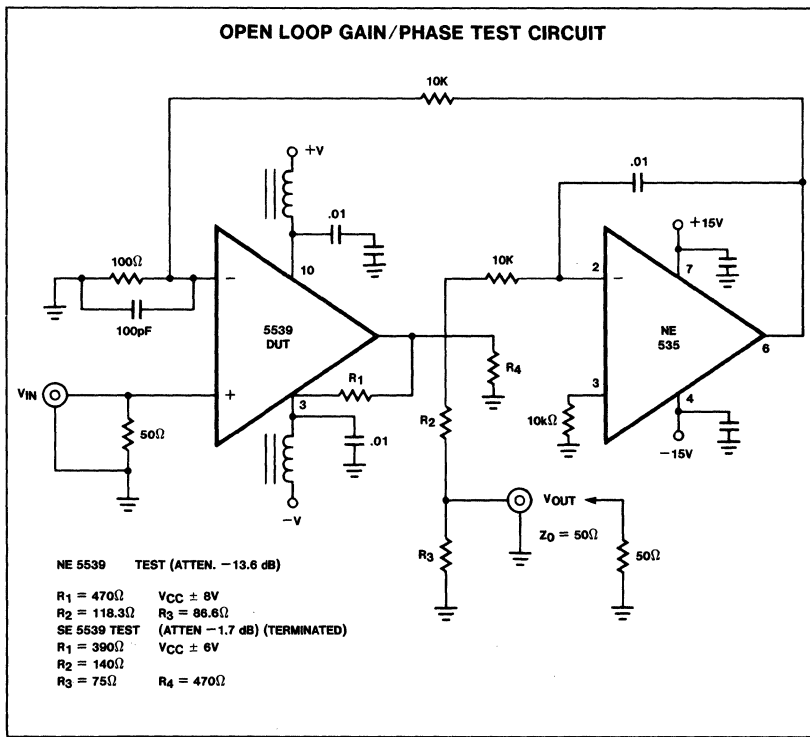 OPEN LOOP GAIN/PHASE TEST CIRCUIT
10K
+V
.01
.01
+15V
100Ω
−
10
10K
2
−
7
100pF
5539
DUT
NE
535
6
R1
R4
VIN
+
3
3
4
50Ω
R2
10kΩ
.01
−15V
−V
VOUT
ZO = 50Ω
R3
50Ω
NE 5539 TEST (ATTEN. −13.6 dB)
R1 = 470Ω VCC ± 8V
R2 = 118.3Ω R3 = 86.6Ω
SE 5539 TEST (ATTEN −1.7 dB) (TERMINATED)
R1 = 390Ω VCC ± 6V
R2 = 140Ω
R3 = 75Ω R4 = 470Ω